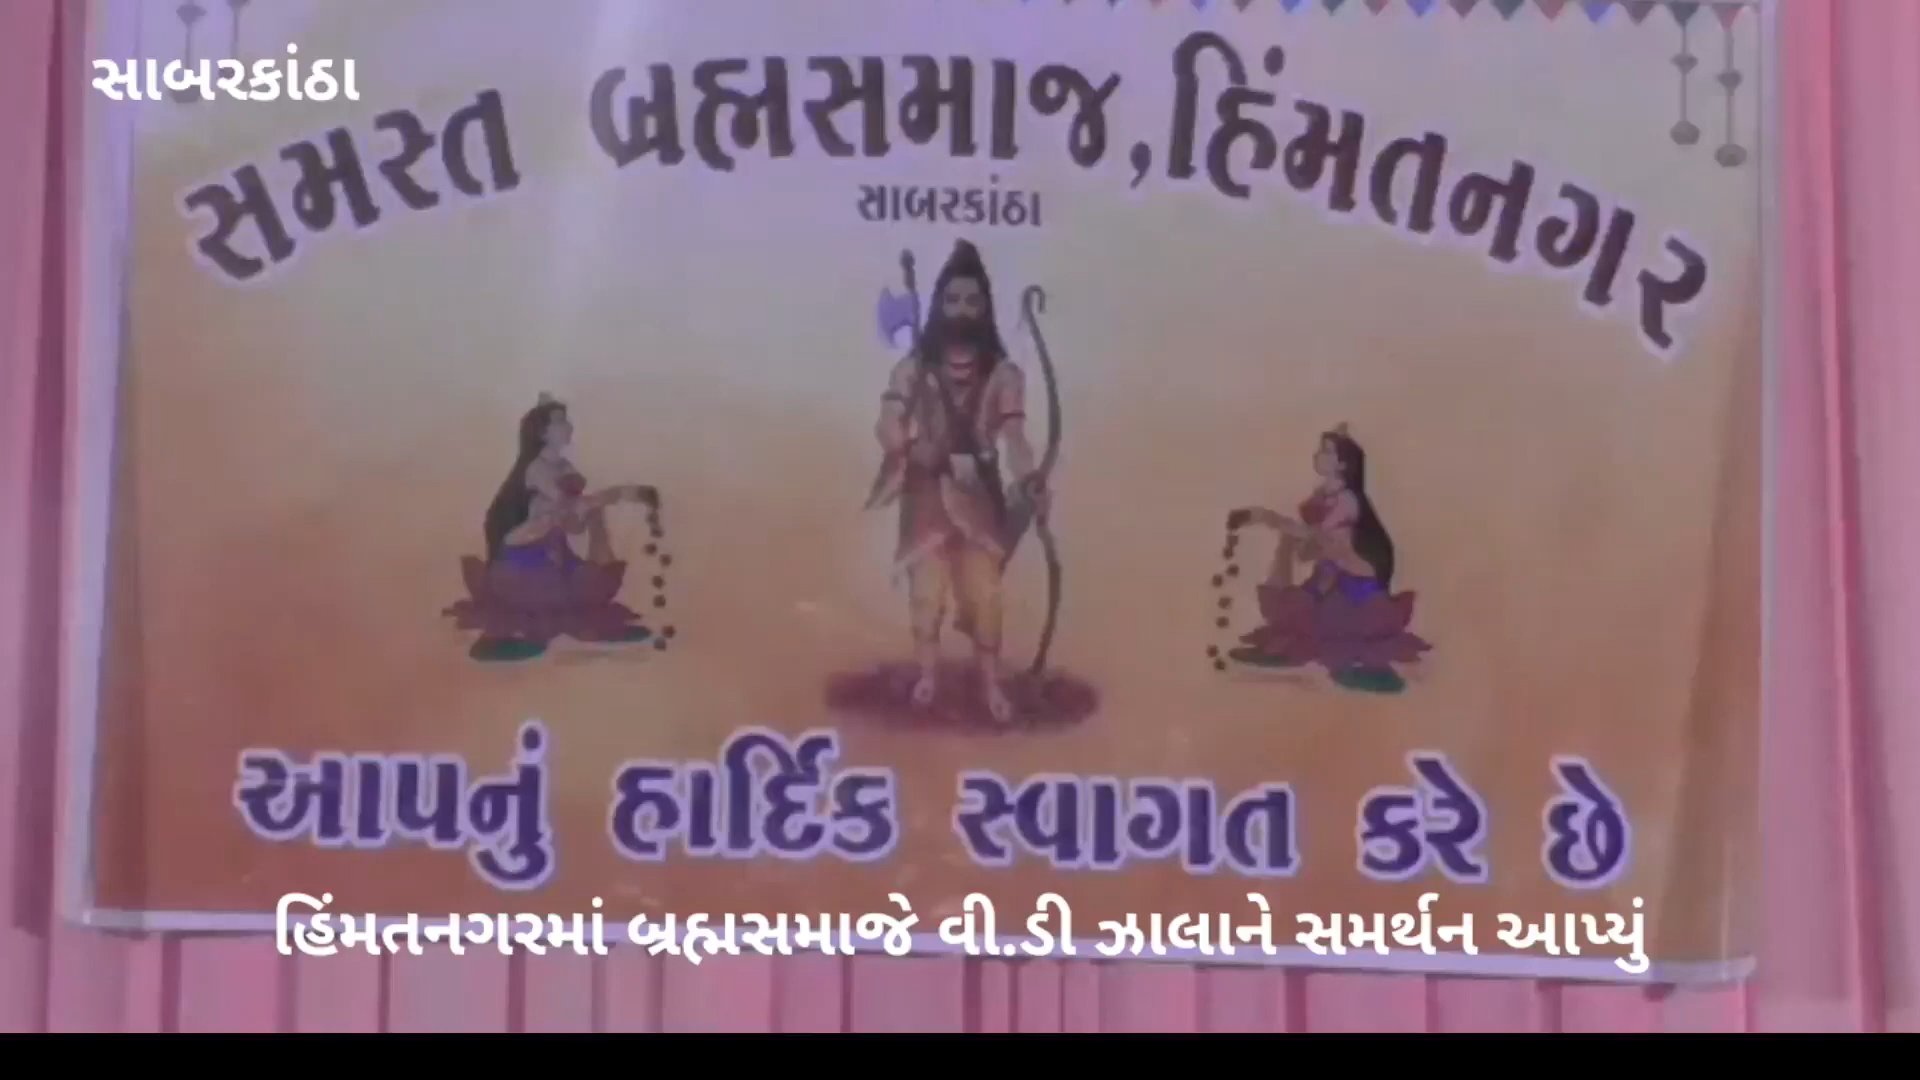 સાબરકાંઠા
સમસ્ત બ્રહ્મસમાજ,હિંમતનગર
સાબરકાંઠા
આપનું હાર્દિક સ્વાગત કરે છે
હિંમતનગરમાં બ્રહ્મસમાજે વી.ડી ઝાલાને સમર્થન આપ્યું